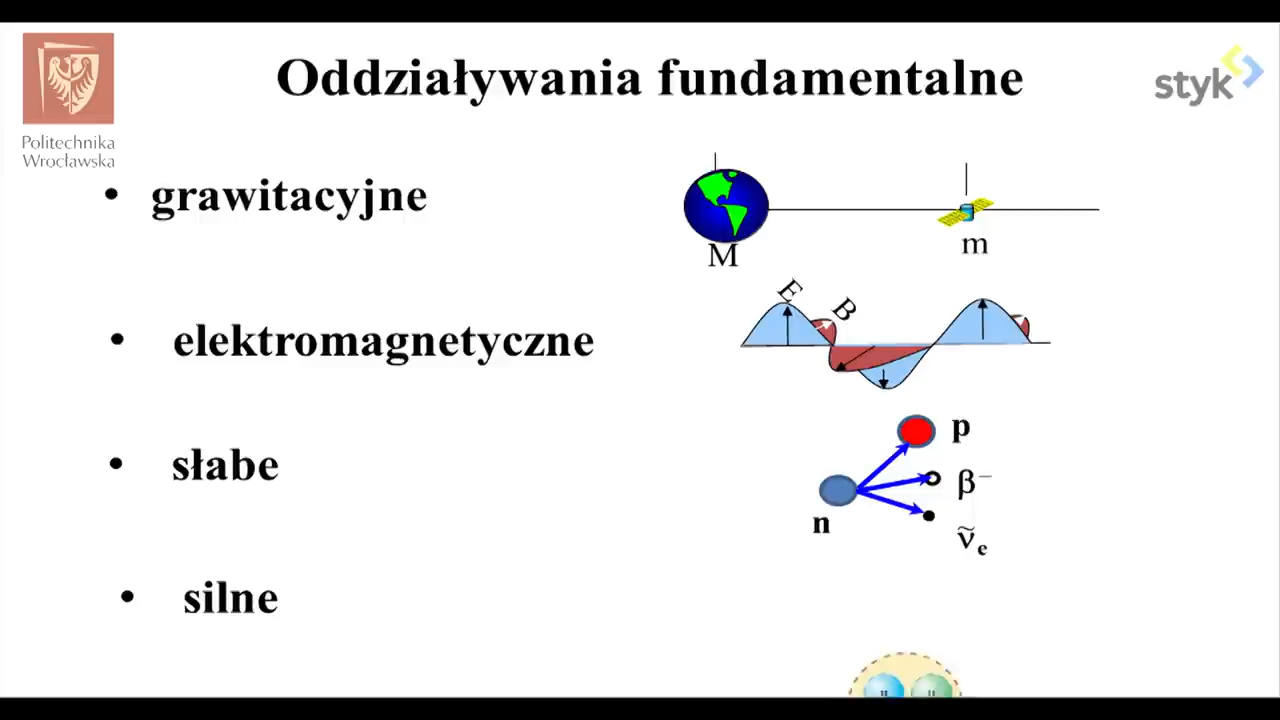 Oddziaływania fundamentalne
styk
Politechnika
Wrocławska
• grawitacyjne
M
m
E
B
• elektromagnetyczne
p
• słabe
β⁻
n
ν̃e
• silne